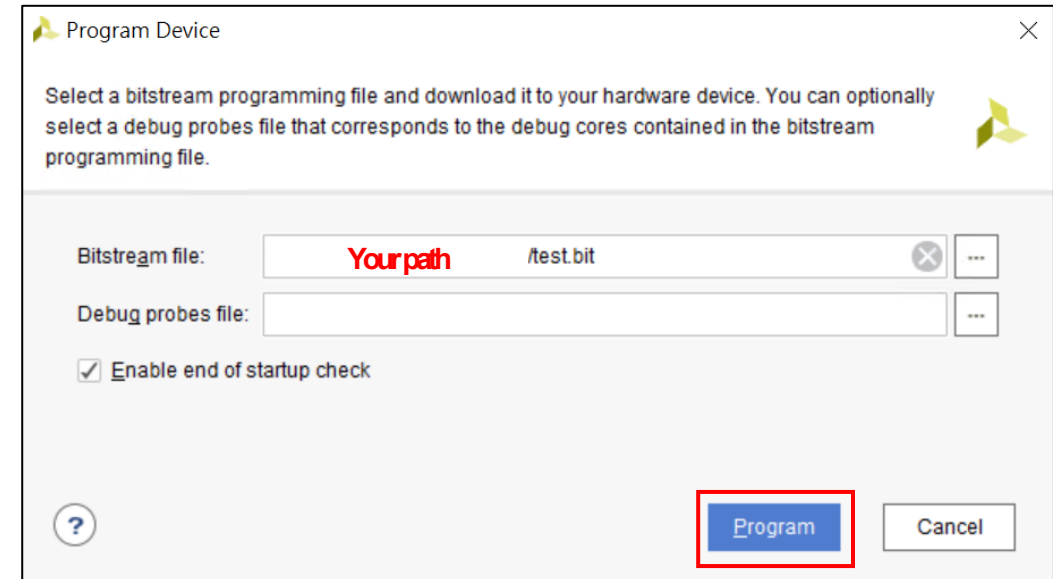 Program Device
Select a bitstream programming file and download it to your hardware device. You can optionally
select a debug probes file that corresponds to the debug cores contained in the bitstream
programming file.
Bitstream file: Your path /test.bit ...
Debug probes file: ...
Enable end of startup check
? Program Cancel